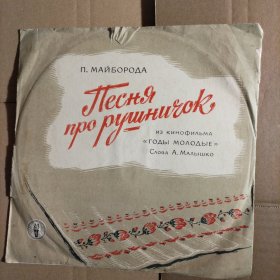 П. МАЙБОРОДА
Песня
про рушничок
ИЗ КИНОФИЛЬМА
«ГОДЫ МОЛОДЫЕ»
Слова А. Малышко